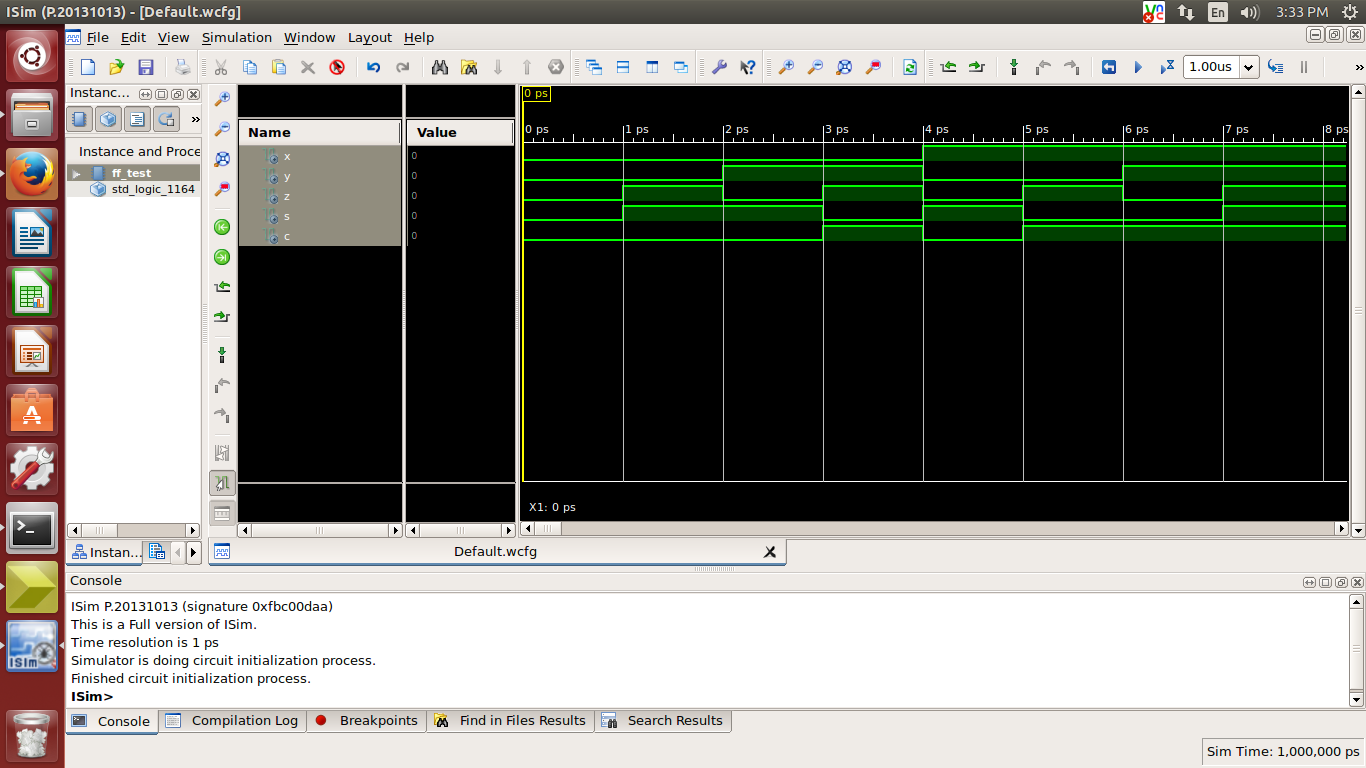 ISim (P.20131013) - [Default.wcfg]
En
3:33 PM
File Edit View Simulation Window Layout Help
1.00us
»
Instanc...
»
Instance and Proce
ff_test
std_logic_1164
Name
Value
x 0
y 0
z 0
s 0
c 0
0 ps
0 ps 1 ps 2 ps 3 ps 4 ps 5 ps 6 ps 7 ps 8 ps
X1: 0 ps
Instan...
Default.wcfg
Console
ISim P.20131013 (signature 0xfbc00daa)
This is a Full version of ISim.
Time resolution is 1 ps
Simulator is doing circuit initialization process.
Finished circuit initialization process.
ISim>
Console Compilation Log Breakpoints Find in Files Results Search Results
Sim Time: 1,000,000 ps
ISim